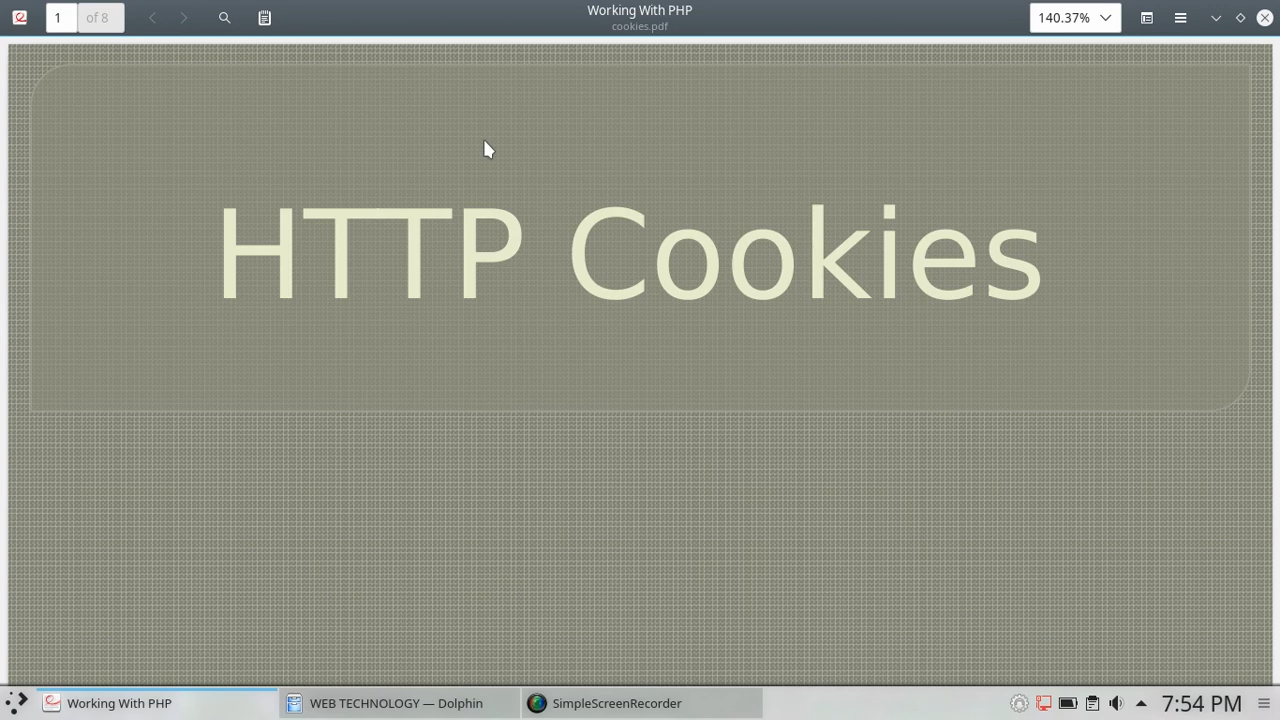 1 of 8
Working With PHP
cookies.pdf
140.37%
HTTP Cookies
Working With PHP
WEB TECHNOLOGY — Dolphin
SimpleScreenRecorder
7:54 PM